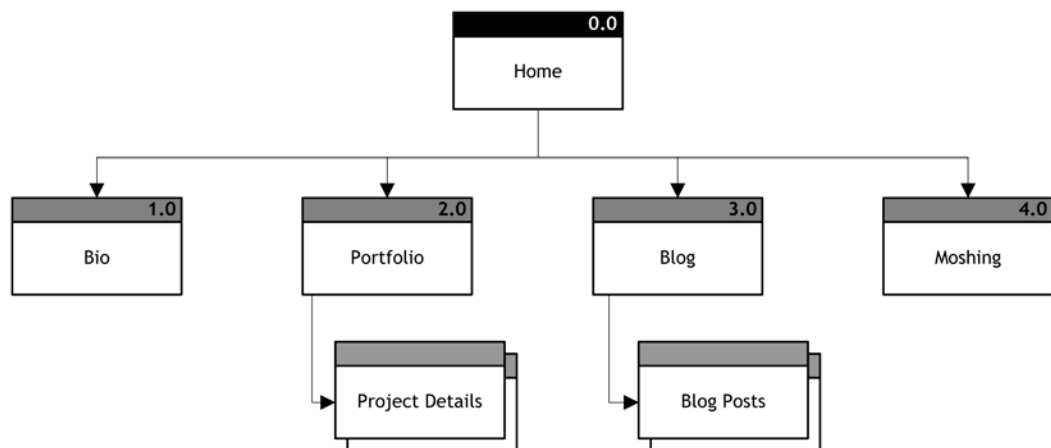 0.0
Home
1.0
2.0
3.0
4.0
Bio
Portfolio
Blog
Moshing
Project Details
Blog Posts